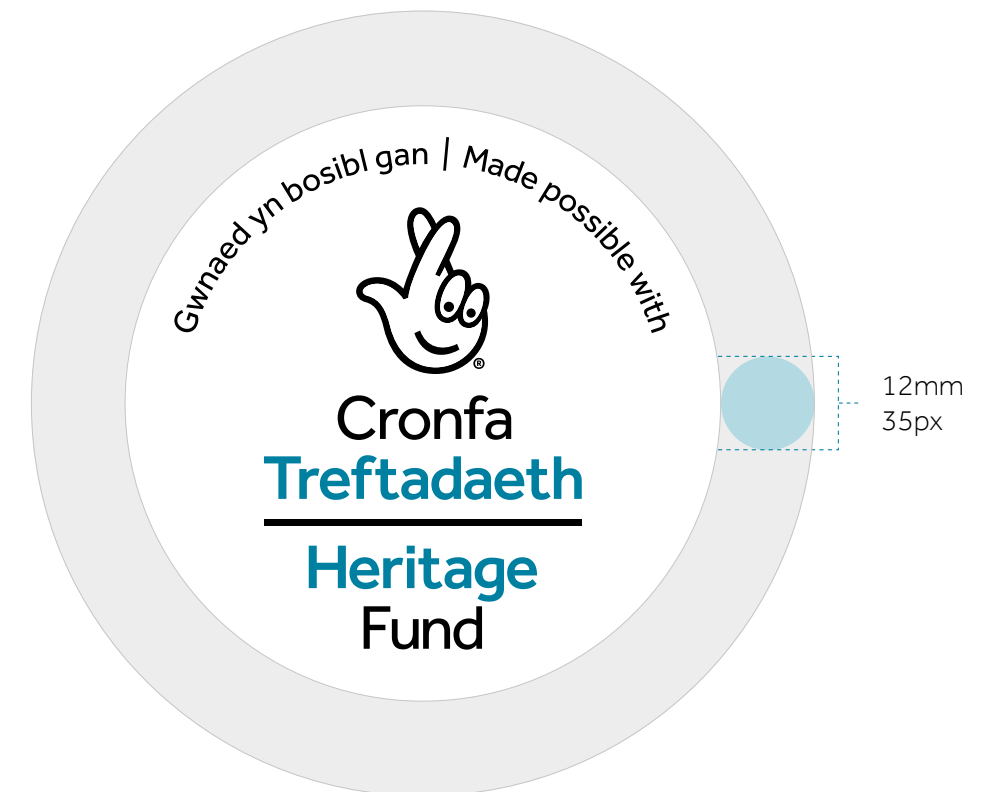 Gwnaed yn bosibl gan | Made possible with
®
Cronfa
Treftadaeth
Heritage
Fund
12mm
35px